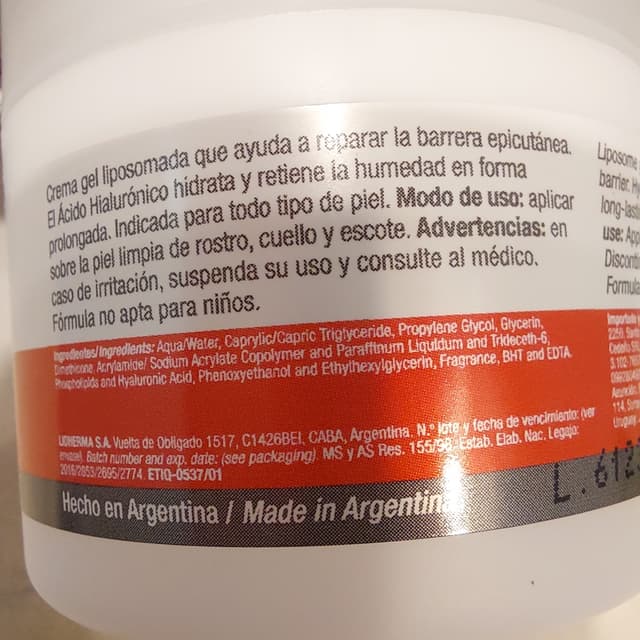 Crema gel liposomada que ayuda a reparar la barrera epicutánea.
El Ácido Hialurónico hidrata y retiene la humedad en forma
prolongada. Indicada para todo tipo de piel. Modo de uso: aplicar
sobre la piel limpia de rostro, cuello y escote. Advertencias: en
caso de irritación, suspenda su uso y consulte al médico.
Fórmula no apta para niños.
Ingredientes/Ingredients: Aqua/Water, Caprylic/Capric Triglyceride, Propylene Glycol, Glycerin,
Dimethicone, Acrylamide/ Sodium Acrylate Copolymer and Paraffinum Liquidum and Trideceth-6,
Phospholipids and Hyaluronic Acid, Phenoxyethanol and Ethylhexylglycerin, Fragrance, BHT and EDTA.
LIDHERMA S.A. Vuelta de Obligado 1517, C1426BEI, CABA, Argentina. N.º lote y fecha de vencimiento: (ver
envase). Batch number and exp. date: (see packaging). MS y AS Res. 155/98. Estab. Elab. Nac. Legajo:
2016/2853/2695/2774. ETIQ-0537/01
Hecho en Argentina / Made in Argentina
Liposome
barrier.
long-last
use: App
Discontin
Formula
L. 612